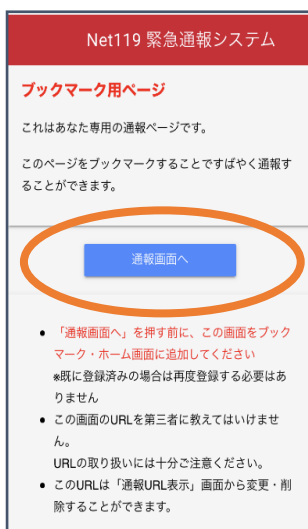 Net119 緊急通報システム
ブックマーク用ページ
これはあなた専用の通報ページです。
このページをブックマークすることですばやく通報す
ることができます。
通報画面へ
● 「通報画面へ」を押す前に、この画面をブック
マーク・ホーム画面に追加してください
※既に登録済みの場合は再度登録する必要はあ
りません
● この画面のURLを第三者に教えてはいけませ
ん。
URLの取り扱いには十分ご注意ください。
● このURLは「通報URL表示」画面から変更・削
除することができます。